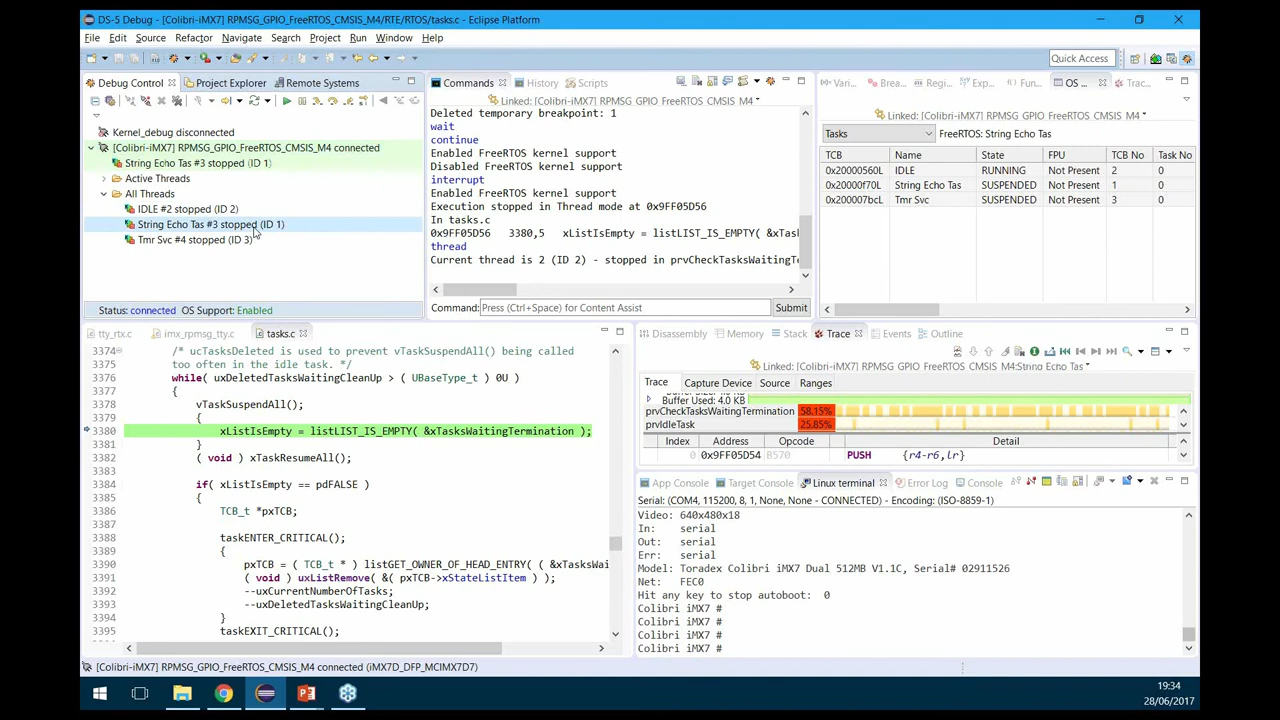 DS-5 Debug - [Colibri-iMX7] RPMSG_GPIO_FreeRTOS_CMSIS_M4/RTE/RTOS/tasks.c - Eclipse Platform
File Edit Source Refactor Navigate Search Project Run Window Help
Quick Access
Debug Control Project Explorer Remote Systems
Kernel_debug disconnected
[Colibri-iMX7] RPMSG_GPIO_FreeRTOS_CMSIS_M4 connected
String Echo Tas #3 stopped (ID 1)
Active Threads
All Threads
IDLE #2 stopped (ID 2)
String Echo Tas #3 stopped (ID 1)
Tmr Svc #4 stopped (ID 3)
Status: connected OS Support: Enabled
Commands History Scripts
Linked: [Colibri-iMX7] RPMSG_GPIO_FreeRTOS_CMSIS_M4
Deleted temporary breakpoint: 1
wait
continue
Enabled FreeRTOS kernel support
Disabled FreeRTOS kernel support
interrupt
Enabled FreeRTOS kernel support
Execution stopped in Thread mode at 0x9FF05D56
In tasks.c
0x9FF05D56 3380,5 xListIsEmpty = listLIST_IS_EMPTY( &xTas
thread
Current thread is 2 (ID 2) - stopped in prvCheckTasksWaitingT
Command: Press (Ctrl+Space) for Content Assist Submit
Vari... Brea... Regi... Exp... Fun... OS ... Trac...
Linked: [Colibri-iMX7] RPMSG_GPIO_FreeRTOS_CMSIS_M4
Tasks FreeRTOS: String Echo Tas
TCB Name State FPU TCB No Task No
0x20000560L IDLE RUNNING Not Present 2 0
0x20000f70L String Echo Tas SUSPENDED Not Present 1 0
0x200007bcL Tmr Svc SUSPENDED Not Present 3 0
tty_rtx.c imx_rpmsg_tty.c tasks.c
3374 /* ucTasksDeleted is used to prevent vTaskSuspendAll() being called
3375 too often in the idle task. */
3376 while( uxDeletedTasksWaitingCleanUp > ( UBaseType_t ) 0U )
3377 {
3378 vTaskSuspendAll();
3379 {
3380 xListIsEmpty = listLIST_IS_EMPTY( &xTasksWaitingTermination );
3381 }
3382 ( void ) xTaskResumeAll();
3383
3384 if( xListIsEmpty == pdFALSE )
3385 {
3386 TCB_t *pxTCB;
3387
3388 taskENTER_CRITICAL();
3389 {
3390 pxTCB = ( TCB_t * ) listGET_OWNER_OF_HEAD_ENTRY( ( &xTasksWai
3391 ( void ) uxListRemove( &( pxTCB->xStateListItem ) );
3392 --uxCurrentNumberOfTasks;
3393 --uxDeletedTasksWaitingCleanUp;
3394 }
3395 taskEXIT_CRITICAL();
Disassembly Memory Stack Trace Events Outline
Linked: [Colibri-iMX7] RPMSG_GPIO_FreeRTOS_CMSIS_M4:String Echo Tas
Trace Capture Device Source Ranges
Buffer Used: 4.0 KB
prvCheckTasksWaitingTermination 58.15%
prvIdleTask 25.85%
Index Address Opcode Detail
0 0x9FF05D54 B570 PUSH {r4-r6,lr}
App Console Target Console Linux terminal Error Log Console
Serial: (COM4, 115200, 8, 1, None, None - CONNECTED) - Encoding: (ISO-8859-1)
Video: 640x480x18
In: serial
Out: serial
Err: serial
Model: Toradex Colibri iMX7 Dual 512MB V1.1C, Serial# 02911526
Net: FEC0
Hit any key to stop autoboot: 0
Colibri iMX7 #
Colibri iMX7 #
Colibri iMX7 #
Colibri iMX7 #
[Colibri-iMX7] RPMSG_GPIO_FreeRTOS_CMSIS_M4 connected (iMX7D_DFP_MCIMX7D7)
19:34
28/06/2017